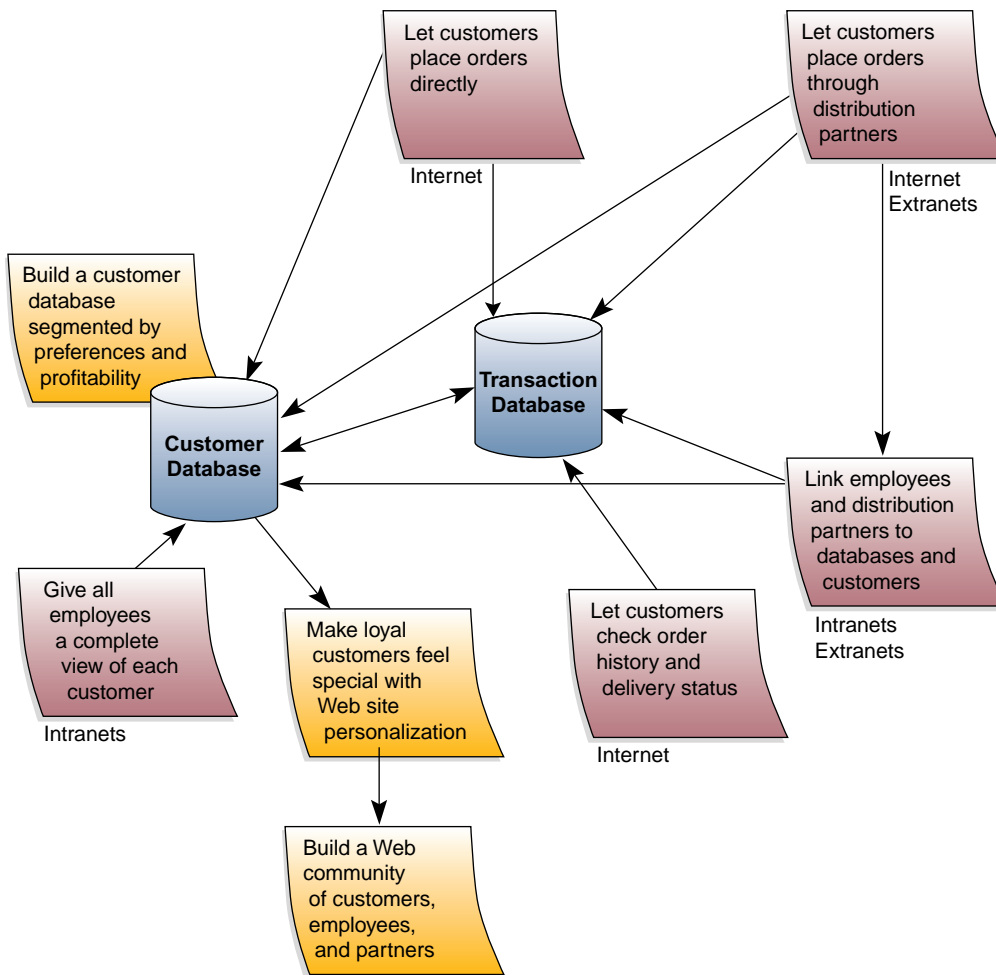 Let customers
place orders
directly
Internet
Let customers
place orders
through
distribution
partners
Internet
Extranets
Build a customer
database
segmented by
preferences and
profitability
Transaction
Database
Customer
Database
Link employees
and distribution
partners to
databases and
customers
Intranets
Extranets
Give all
employees
a complete
view of each
customer
Intranets
Make loyal
customers feel
special with
Web site
personalization
Let customers
check order
history and
delivery status
Internet
Build a Web
community
of customers,
employees,
and partners